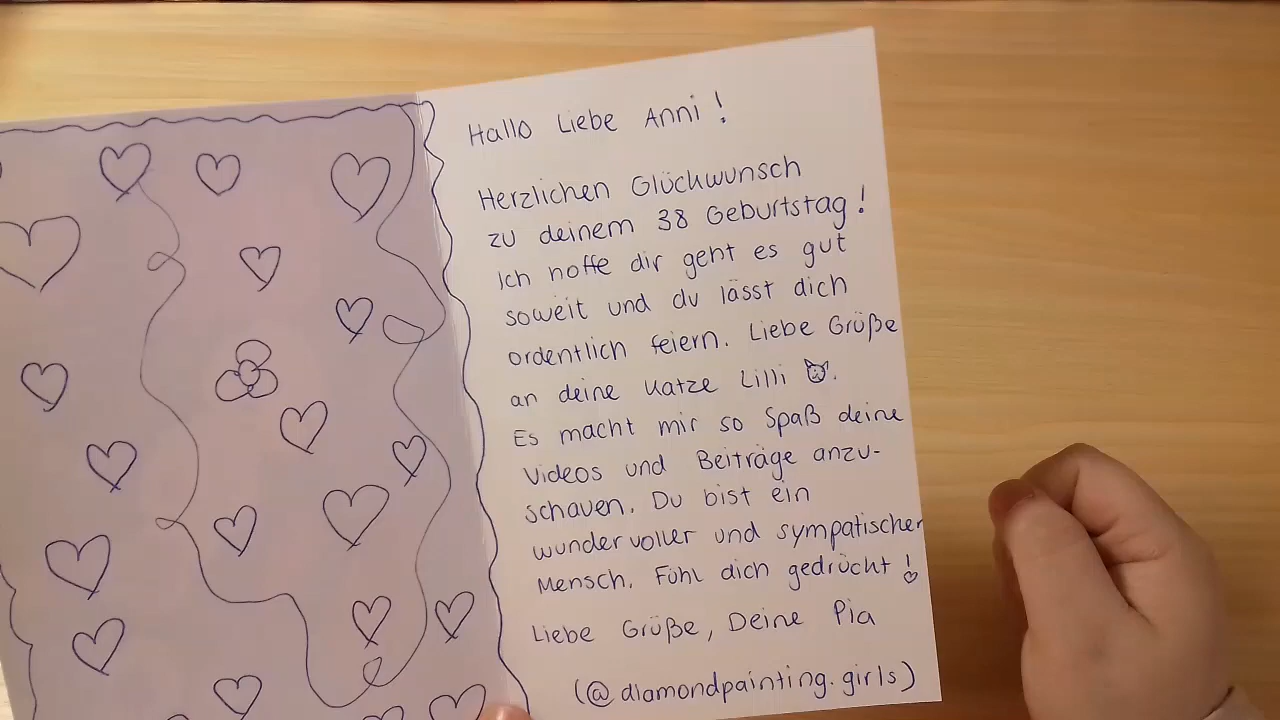 Hallo Liebe Anni!
Herzlichen Glückwunsch
zu deinem 38 Geburtstag!
Ich hoffe dir geht es gut
soweit und du lässt dich
ordentlich feiern. Liebe Grüße
an deine Katze Lilli.
Es macht mir so Spaß deine
Videos und Beiträge anzu-
schauen. Du bist ein
wundervoller und sympatischer
Mensch. Fühl dich gedrückt!
Liebe Grüße, Deine Pia
(@diamondpainting.girls)